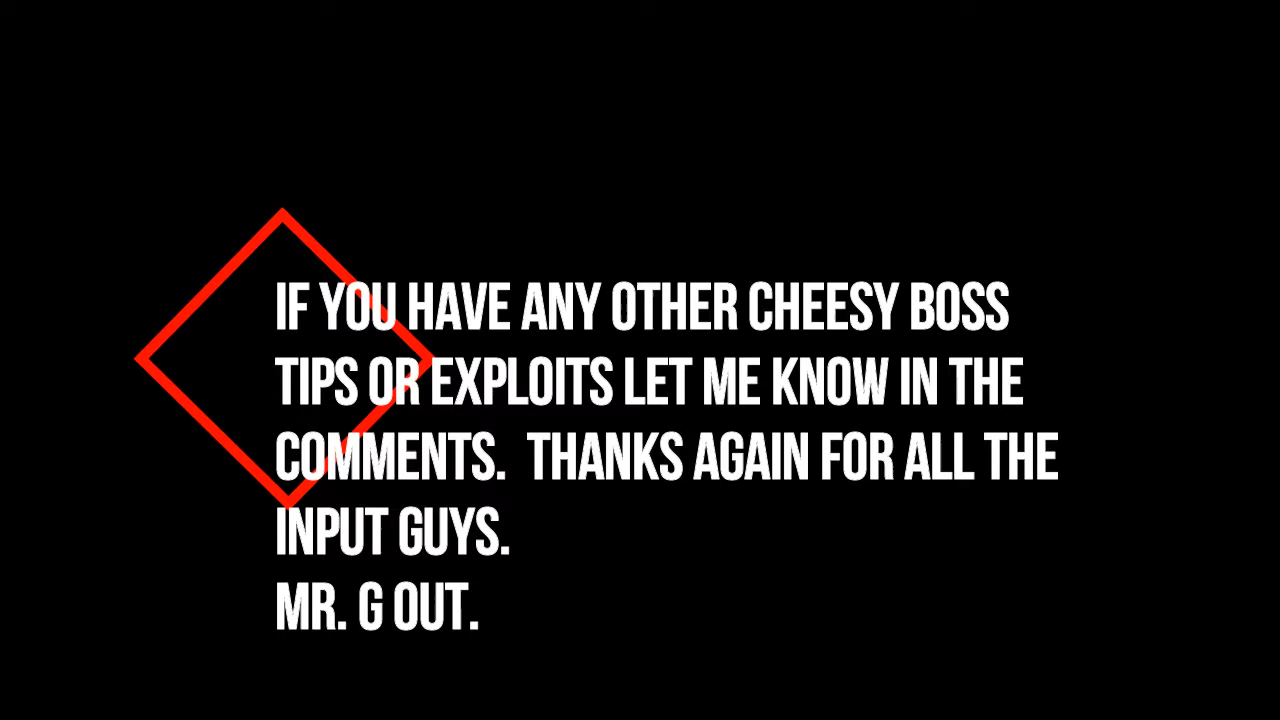 IF YOU HAVE ANY OTHER CHEESY BOSS
TIPS OR EXPLOITS LET ME KNOW IN THE
COMMENTS.  THANKS AGAIN FOR ALL THE
INPUT GUYS.
MR. G OUT.